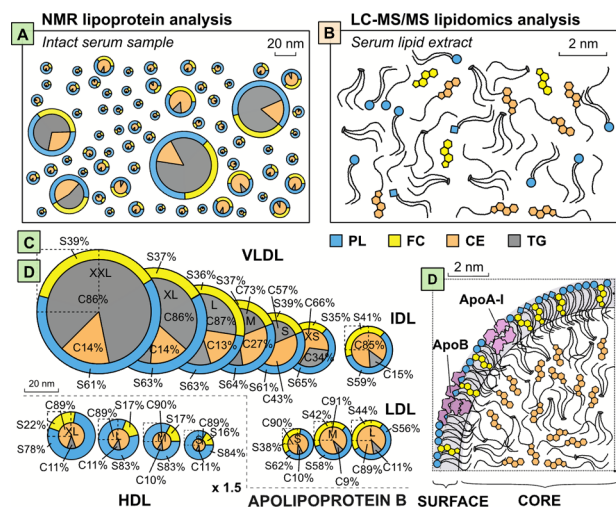 NMR lipoprotein analysis
A
Intact serum sample
20 nm
LC-MS/MS lipidomics analysis
B
Serum lipid extract
2 nm
PL FC CE TG
C
D
VLDL
S39%
XXL
C86%
C14%
S61%
S37%
XL
C86%
C14%
S63%
S36%
L
C87%
C13%
S63%
S37%
C73%
M
C27%
S64%
C57%
S39%
S
S61%
C43%
C66%
S35%
XS
C34%
S65%
IDL
S41%
C85%
S59%
C15%
20 nm
C89%
S22%
XL
S78%
C11%
C89%
S17%
L
C11%
S83%
C90%
S17%
M
S83%
C10%
C89%
S16%
S
S84%
C11%
HDL
x 1.5
LDL
C90%
S38%
S
S62%
C10%
C91%
S42%
M
S58%
C9%
S44%
S56%
L
C89%
C11%
APOLIPOPROTEIN B
D
2 nm
ApoA-I
ApoB
SURFACE CORE